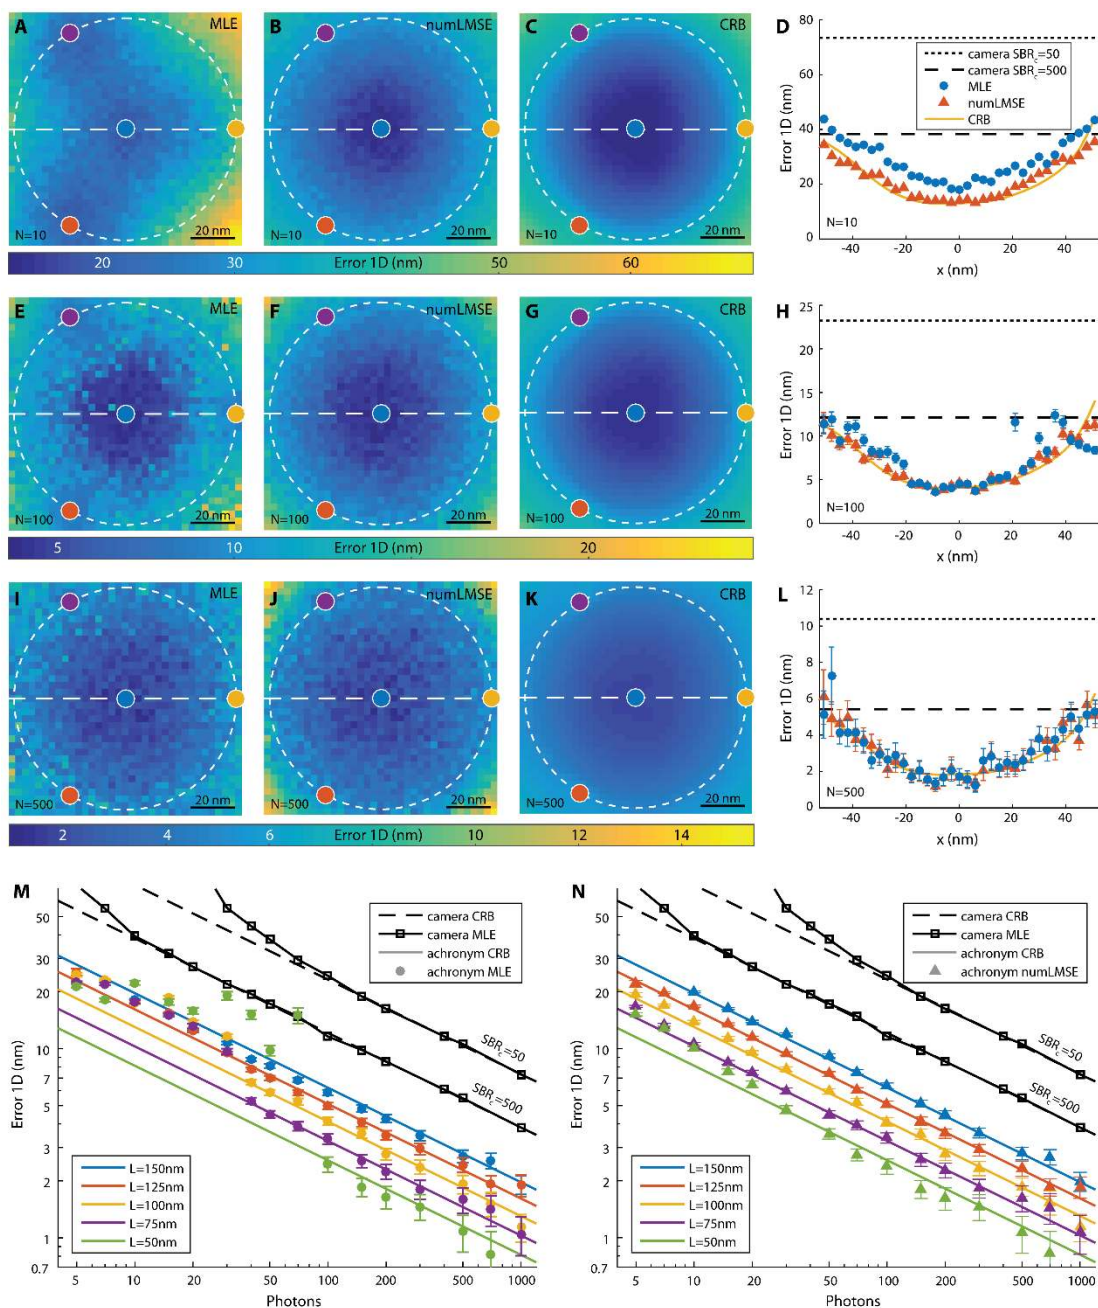 A MLE N=10 20 nm
B numLMSE N=10 20 nm
C CRB N=10 20 nm
20 30 Error 1D (nm) 50 60
D
Error 1D (nm)
80
60
40
20
0
camera SBRc=50
camera SBRc=500
MLE
numLMSE
CRB
N=10
-40 -20 0 20 40
x (nm)
E MLE N=100 20 nm
F numLMSE N=100 20 nm
G CRB N=100 20 nm
5 10 Error 1D (nm) 20
H
Error 1D (nm)
25
20
15
10
5
0
N=100
-40 -20 0 20 40
x (nm)
I MLE N=500 20 nm
J numLMSE N=500 20 nm
K CRB N=500 20 nm
2 4 6 Error 1D (nm) 10 12 14
L
Error 1D (nm)
12
10
8
6
4
2
0
N=500
-40 -20 0 20 40
x (nm)
M
Error 1D (nm)
50
30
20
10
7
5
3
2
1
0.7
camera CRB
camera MLE
achronym CRB
achronym MLE
SBRc=50
SBRc=500
L=150nm
L=125nm
L=100nm
L=75nm
L=50nm
5 10 20 50 100 200 500 1000
Photons
N
Error 1D (nm)
50
30
20
10
7
5
3
2
1
0.7
camera CRB
camera MLE
achronym CRB
achronym numLMSE
SBRc=50
SBRc=500
L=150nm
L=125nm
L=100nm
L=75nm
L=50nm
5 10 20 50 100 200 500 1000
Photons